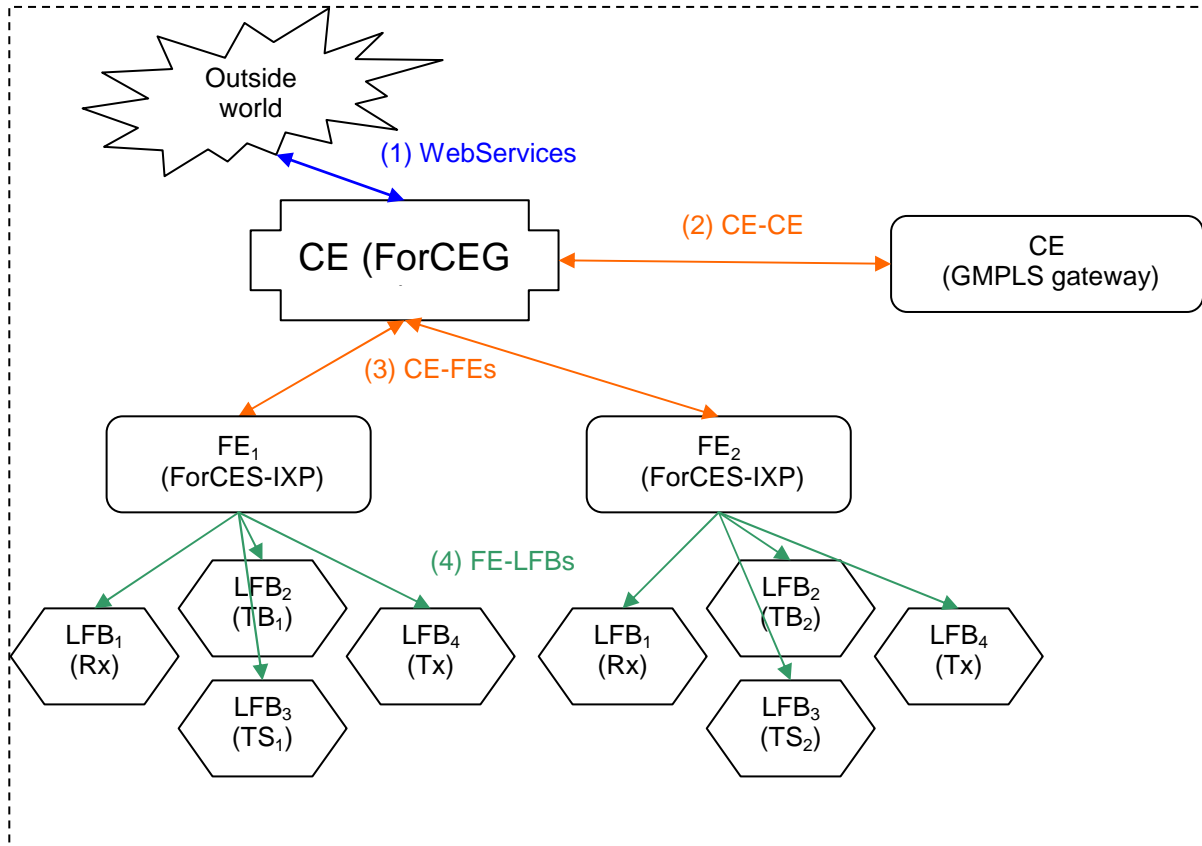 Outside
world
(1) WebServices
(2) CE-CE
CE (ForCEG
CE
(GMPLS gateway)
(3) CE-FEs
FE₁
(ForCES-IXP)
FE₂
(ForCES-IXP)
(4) FE-LFBs
LFB₁
(Rx)
LFB₂
(TB₁)
LFB₃
(TS₁)
LFB₄
(Tx)
LFB₁
(Rx)
LFB₂
(TB₂)
LFB₃
(TS₂)
LFB₄
(Tx)